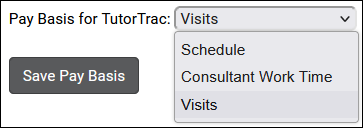 Pay Basis for TutorTrac: Visits
Schedule
Consultant Work Time
Visits
Save Pay Basis